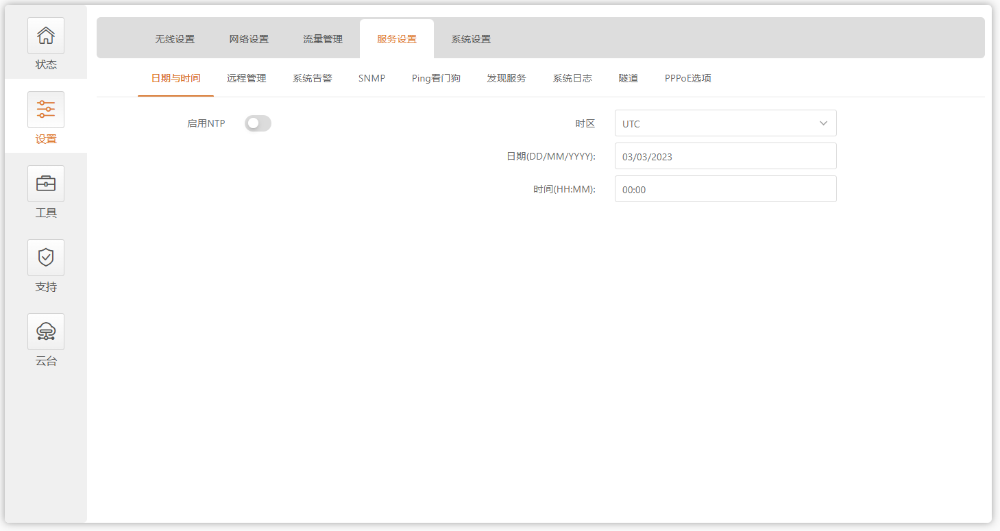 状态
设置
工具
支持
云台
无线设置 网络设置 流量管理 服务设置 系统设置
日期与时间 远程管理 系统告警 SNMP Ping看门狗 发现服务 系统日志 隧道 PPPoE选项
启用NTP 时区 UTC
日期(DD/MM/YYYY): 03/03/2023
时间(HH:MM): 00:00